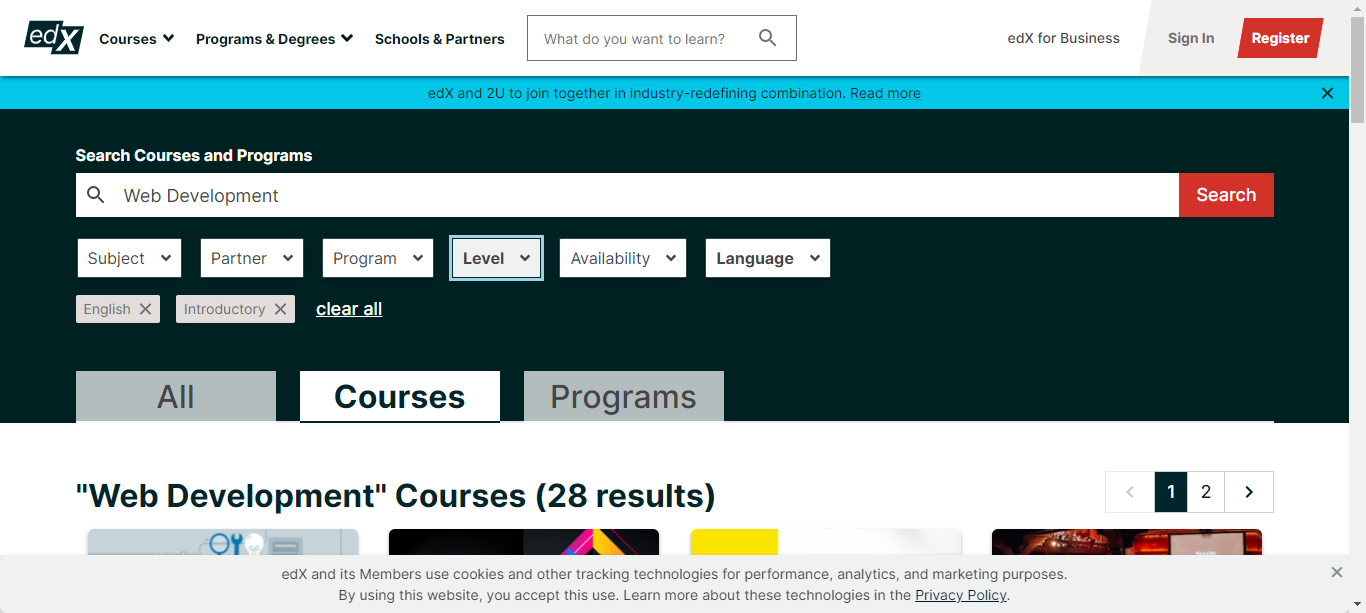 edX
Courses
Programs & Degrees
Schools & Partners
What do you want to learn?
edX for Business
Sign In
Register
edX and 2U to join together in industry-redefining combination. Read more
Search Courses and Programs
Web Development
Search
Subject
Partner
Program
Level
Availability
Language
English
Introductory
clear all
All
Courses
Programs
"Web Development" Courses (28 results)
1
2
edX and its Members use cookies and other tracking technologies for performance, analytics, and marketing purposes.
By using this website, you accept this use. Learn more about these technologies in the Privacy Policy.